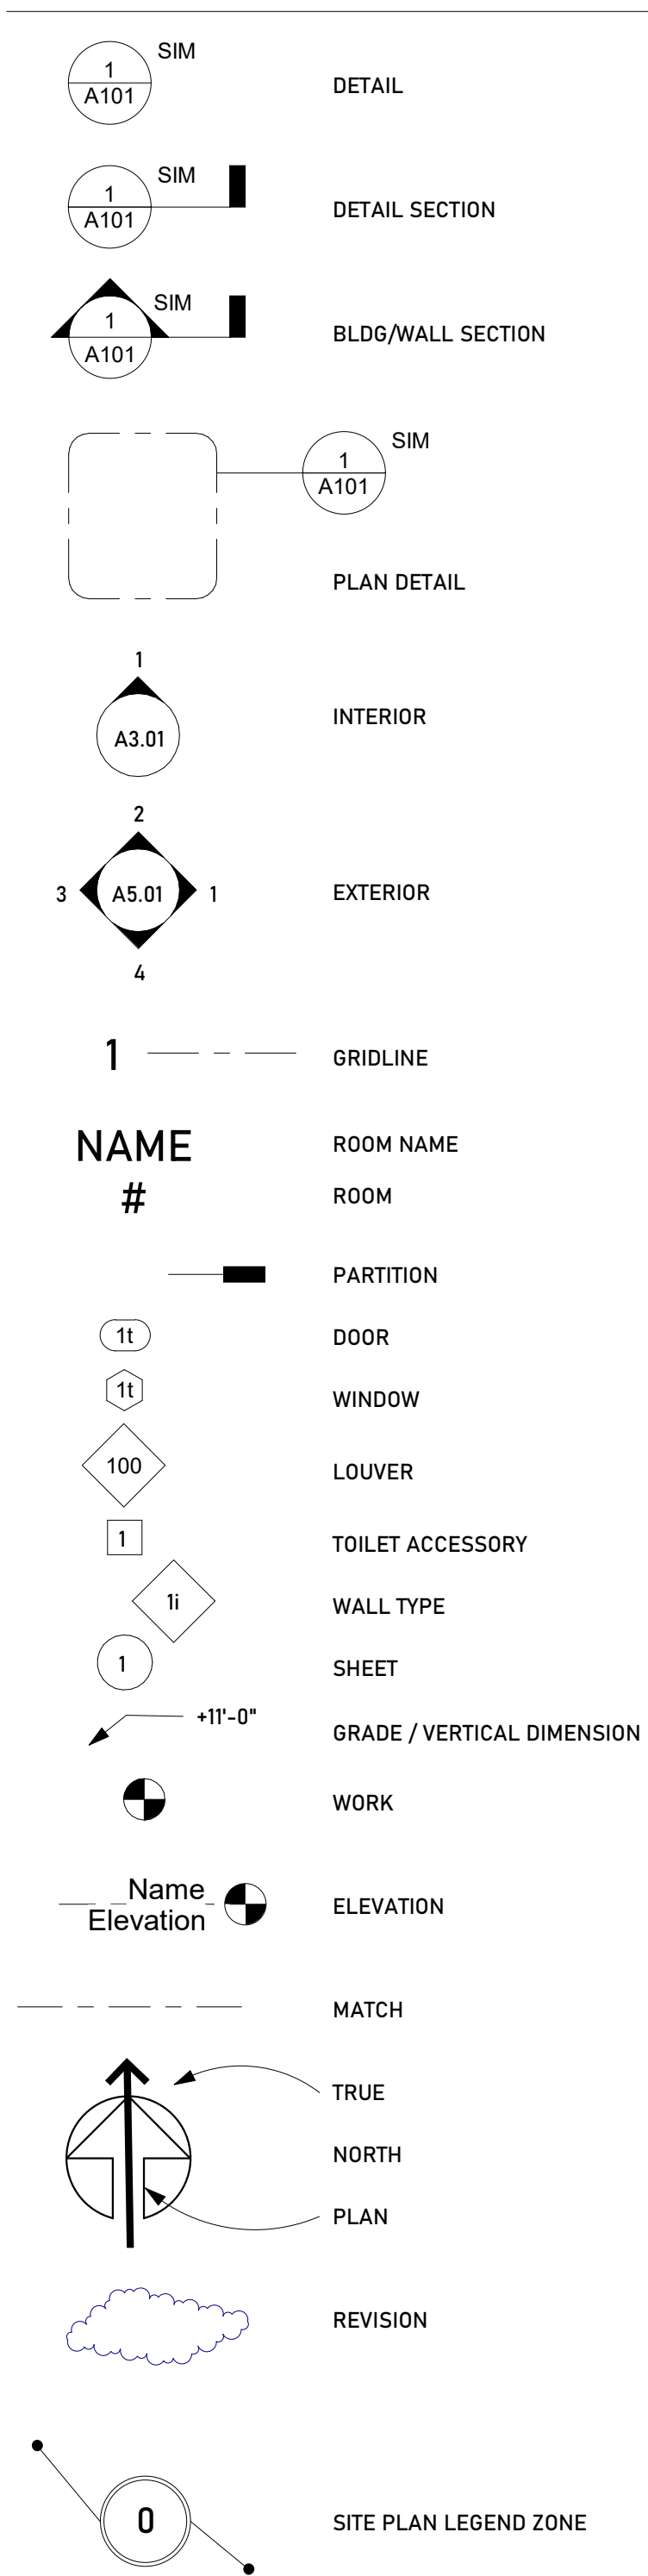 SIM
1
A101
DETAIL
SIM
1
A101
DETAIL SECTION
SIM
1
A101
BLDG/WALL SECTION
SIM
1
A101
PLAN DETAIL
1
A3.01
INTERIOR
2
3 A5.01 1
4
EXTERIOR
1
GRIDLINE
NAME
ROOM NAME
#
ROOM
PARTITION
1t
DOOR
1t
WINDOW
100
LOUVER
1
TOILET ACCESSORY
1i
WALL TYPE
1
SHEET
+11'-0"
GRADE / VERTICAL DIMENSION
WORK
Name
Elevation
ELEVATION
MATCH
TRUE
NORTH
PLAN
REVISION
0
SITE PLAN LEGEND ZONE